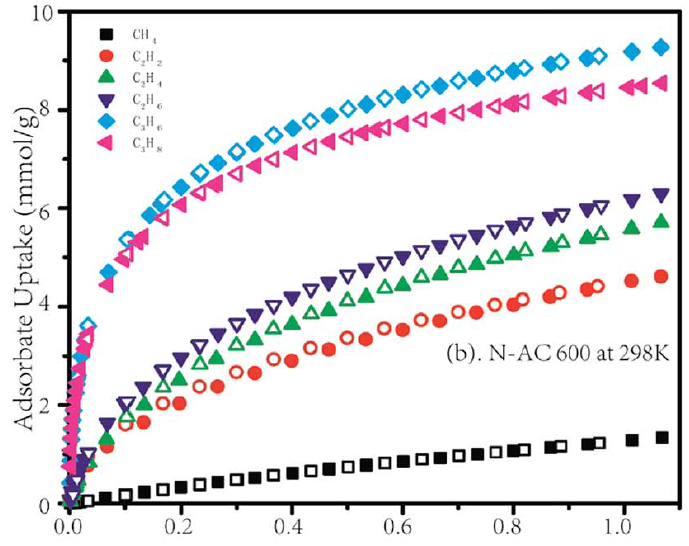 10
8
6
4
2
0
Adsorbate Uptake (mmol/g)
CH4
C2H2
C2H4
C2H6
C3H6
C3H8
(b). N-AC 600 at 298K
0.0 0.2 0.4 0.6 0.8 1.0